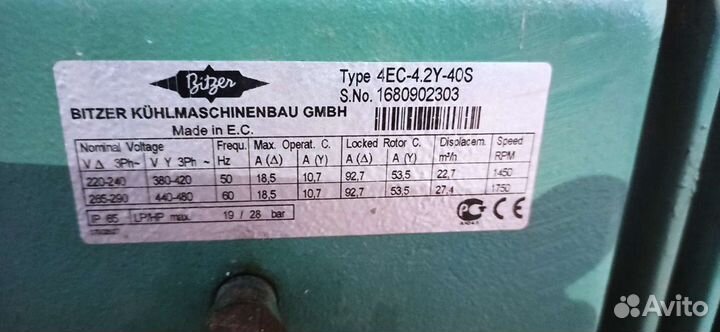 Bitzer
Type 4EC-4.2Y-40S
S.No. 1680902303
BITZER KÜHLMASCHINENBAU GMBH
Made in E.C.
Nominal Voltage Frequ. Max. Operat. C. Locked Rotor C. Displacem. Speed
V Δ 3Ph~ V Y 3Ph ~ Hz A (Δ) A (Y) A (Δ) A (Y) m³/h RPM
220-240 380-420 50 18,5 10,7 92,7 53,5 22,7 1450
265-290 440-480 60 18,5 10,7 92,7 53,5 27,4 1750
IP 65 LP/HP max. 19 / 28 bar
CE
Avito